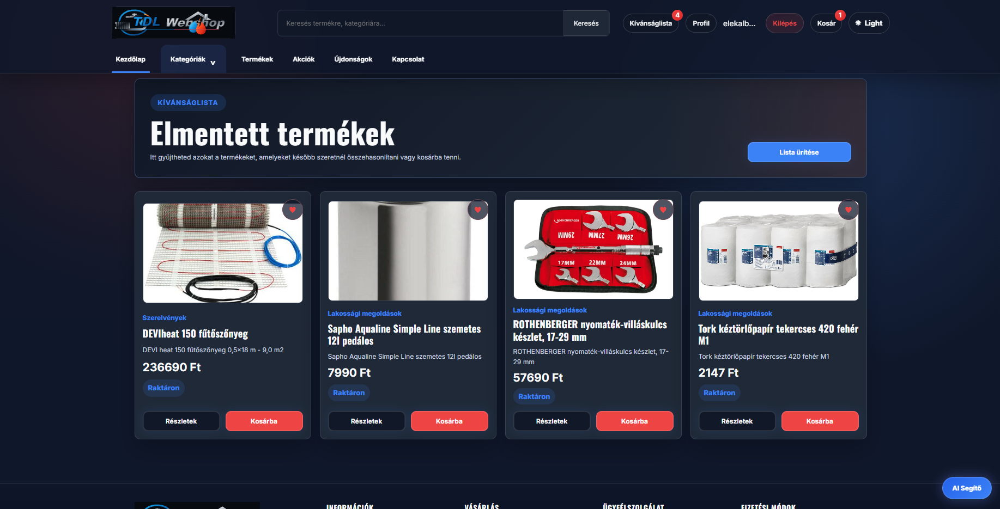 TDL Webshop
Keresés termékre, kategóriára...
Keresés
Kívánságlista
4
Profil
elekalb...
Kilépés
Kosár
1
Light
Kezdőlap
Kategóriák
v
Termékek
Akciók
Újdonságok
Kapcsolat
KÍVÁNSÁGLISTA
Elmentett termékek
Itt gyűjtheted azokat a termékeket, amelyeket később szeretnél összehasonlítani vagy kosárba tenni.
Lista ürítése
Szerelvények
DEVIheat 150 fűtőszőnyeg
DEVI heat 150 fűtőszőnyeg 0,5×18 m - 9,0 m2
236690 Ft
Raktáron
Részletek
Kosárba
Lakossági megoldások
Sapho Aqualine Simple Line szemetes
12l pedálos
Sapho Aqualine Simple Line szemetes 12l pedálos
7990 Ft
Raktáron
Részletek
Kosárba
ROTHENBERGER
29MM
27MM
26MM
17MM
22MM
24MM
Lakossági megoldások
ROTHENBERGER nyomaték-villáskulcs
készlet, 17-29 mm
ROTHENBERGER nyomaték-villáskulcs készlet, 17-
29 mm
57690 Ft
Raktáron
Részletek
Kosárba
Lakossági megoldások
Tork kéztörlőpapír tekercses 420 fehér
M1
Tork kéztörlőpapír tekercses 420 fehér M1
2147 Ft
Raktáron
Részletek
Kosárba
AI Segítő
INFORMÁCIÓK
VÁSÁRLÁS
ÜGYFÉLSZOLGÁLAT
FIZETÉSI MÓDOK